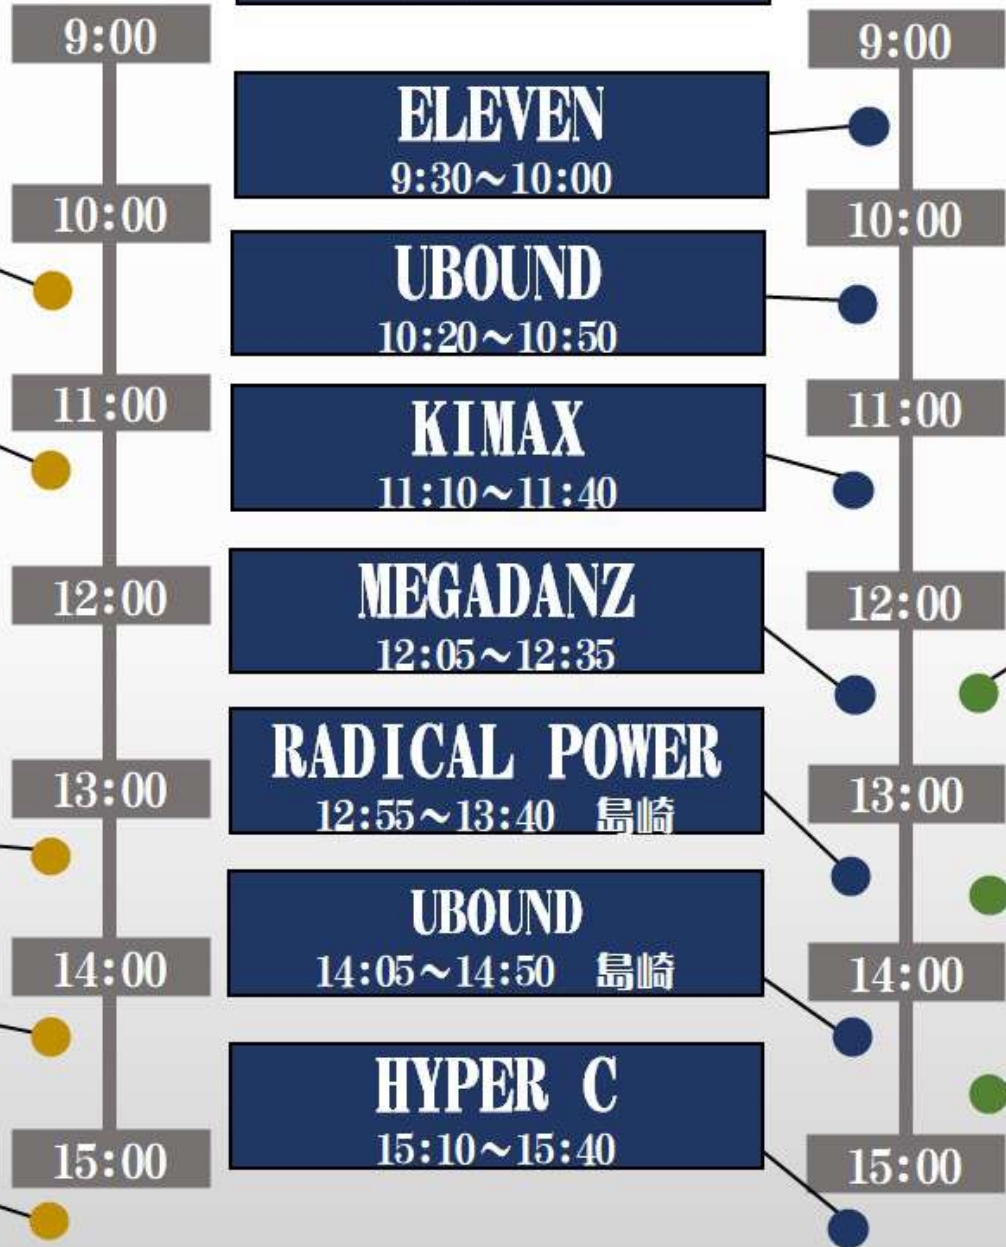 9:00
10:00
11:00
12:00
13:00
14:00
15:00
ELEVEN
9:30~10:00
UBOUND
10:20~10:50
KIMAX
11:10~11:40
MEGADANZ
12:05~12:35
RADICAL POWER
12:55~13:40 島崎
UBOUND
14:05~14:50 島崎
HYPER C
15:10~15:40
9:00
10:00
11:00
12:00
13:00
14:00
15:00